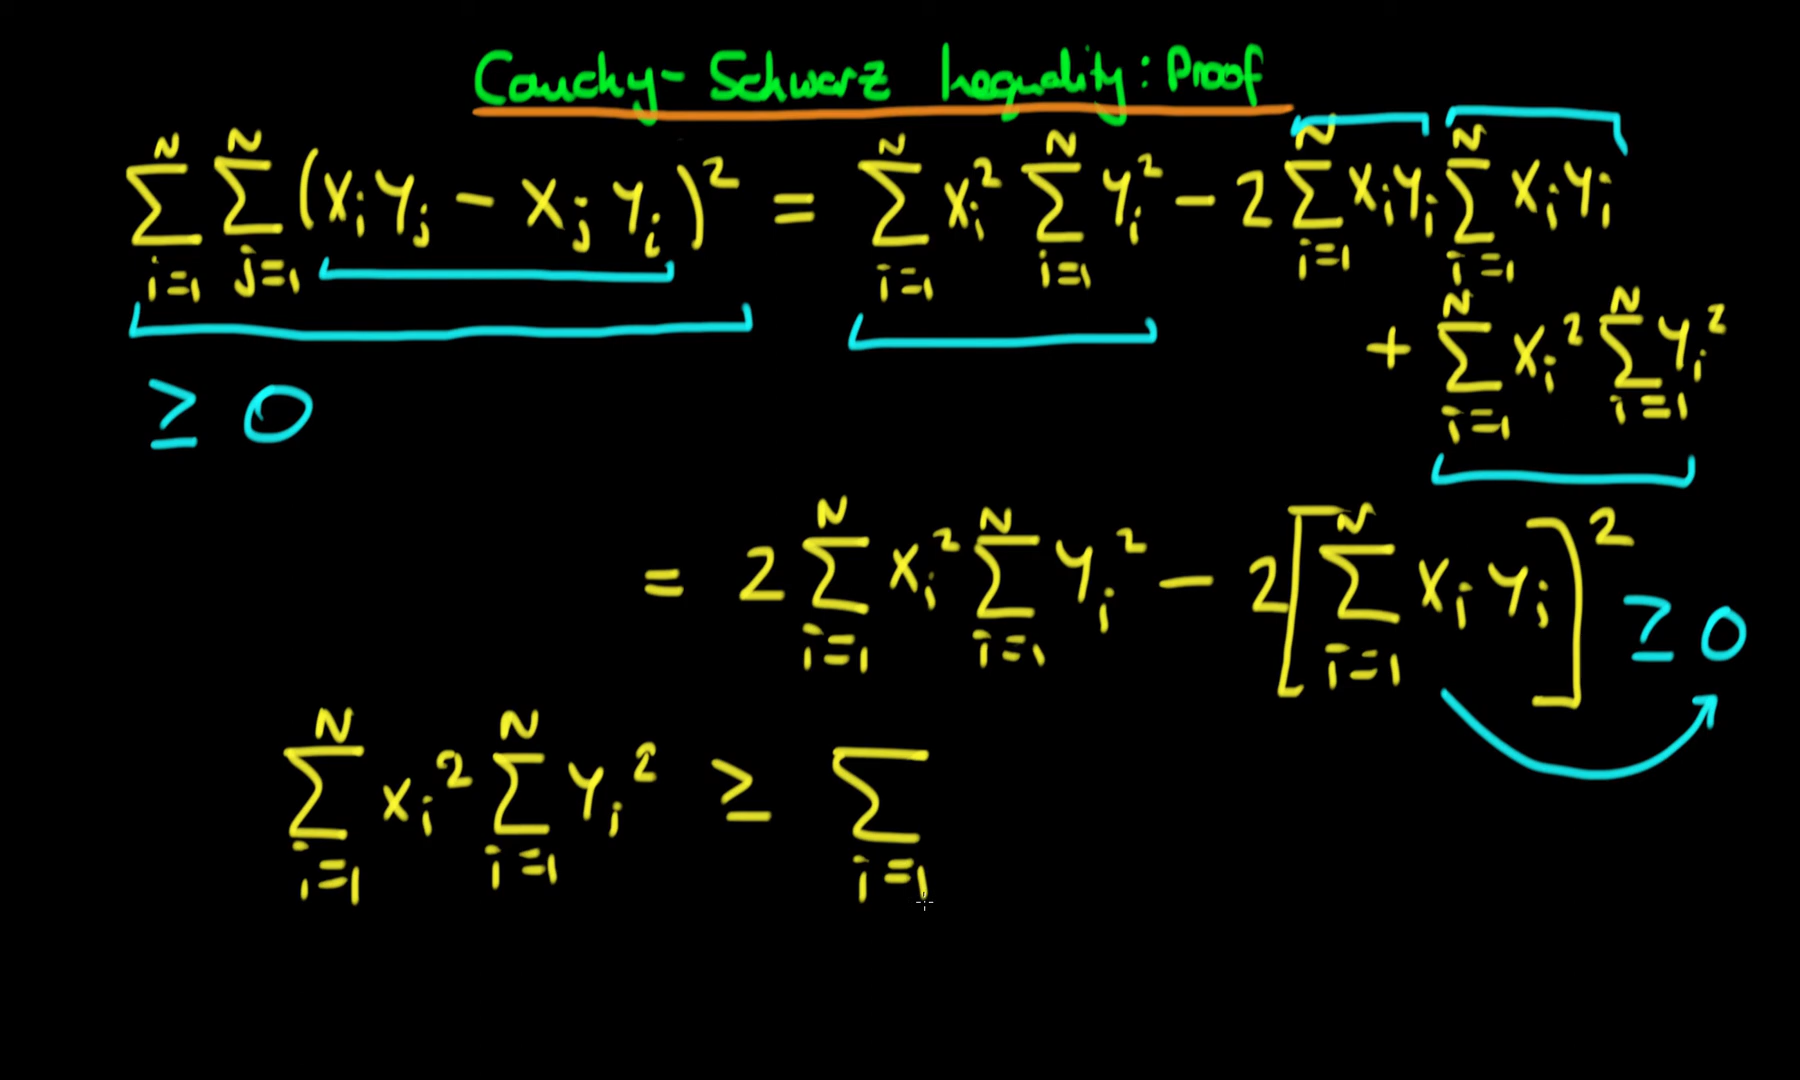 Cauchy-Schwarz Inequality: Proof
∑_{i=1}^{N} ∑_{j=1}^{N} (x_i y_j − x_j y_i)² = ∑_{i=1}^{N} x_i² ∑_{i=1}^{N} y_i² − 2 ∑_{i=1}^{N} x_i y_i ∑_{i=1}^{N} x_i y_i
+ ∑_{i=1}^{N} x_i² ∑_{i=1}^{N} y_i²
≥ 0
= 2 ∑_{i=1}^{N} x_i² ∑_{i=1}^{N} y_i² − 2 [∑_{i=1}^{N} x_i y_i]² ≥ 0
∑_{i=1}^{N} x_i² ∑_{i=1}^{N} y_i² ≥ ∑_{i=1}